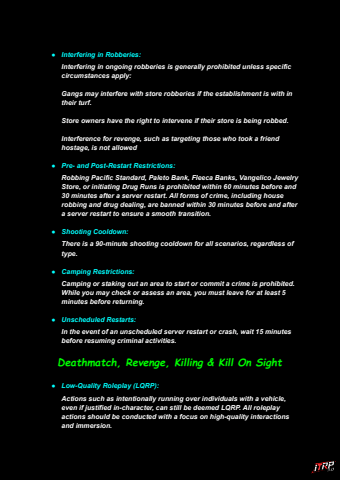 ● Interfering in Robberies:
Interfering in ongoing robberies is generally prohibited unless specific
circumstances apply:
Gangs may interfere with store robberies if the establishment is with in
their turf.
Store owners have the right to intervene if their store is being robbed.
Interference for revenge, such as targeting those who took a friend
hostage, is not allowed
● Pre- and Post-Restart Restrictions:
Robbing Pacific Standard, Paleto Bank, Fleeca Banks, Vangelico Jewelry
Store, or initiating Drug Runs is prohibited within 60 minutes before and
30 minutes after a server restart. All forms of crime, including house
robbing and drug dealing, are banned within 30 minutes before and after
a server restart to ensure a smooth transition.
● Shooting Cooldown:
There is a 90-minute shooting cooldown for all scenarios, regardless of
type.
● Camping Restrictions:
Camping or staking out an area to start or commit a crime is prohibited.
While you may check or assess an area, you must leave for at least 5
minutes before returning.
● Unscheduled Restarts:
In the event of an unscheduled server restart or crash, wait 15 minutes
before resuming criminal activities.
Deathmatch, Revenge, Killing & Kill On Sight
● Low-Quality Roleplay (LQRP):
Actions such as intentionally running over individuals with a vehicle,
even if justified in-character, can still be deemed LQRP. All roleplay
actions should be conducted with a focus on high-quality interactions
and immersion.